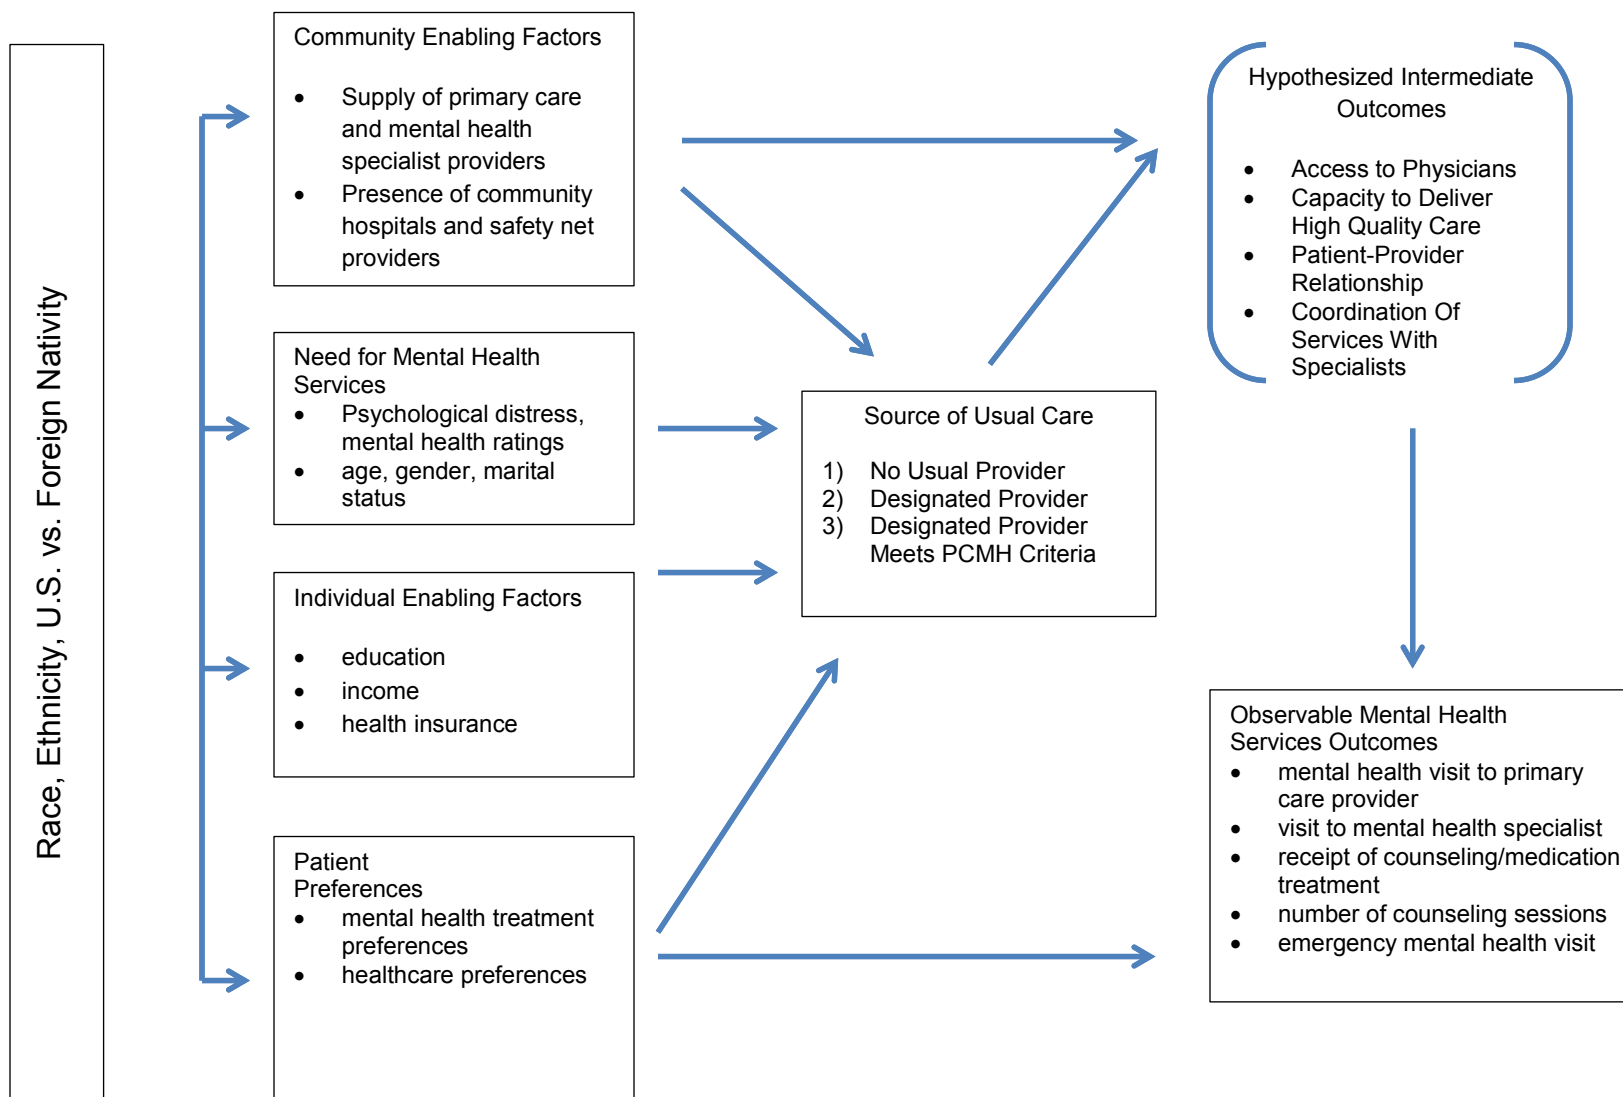 Race, Ethnicity, U.S. vs. Foreign Nativity
Community Enabling Factors
• Supply of primary care
and mental health
specialist providers
• Presence of community
hospitals and safety net
providers
Need for Mental Health
Services
• Psychological distress,
mental health ratings
• age, gender, marital
status
Individual Enabling Factors
• education
• income
• health insurance
Patient
Preferences
• mental health treatment
preferences
• healthcare preferences
Source of Usual Care
1) No Usual Provider
2) Designated Provider
3) Designated Provider
Meets PCMH Criteria
Hypothesized Intermediate
Outcomes
• Access to Physicians
• Capacity to Deliver
High Quality Care
• Patient-Provider
Relationship
• Coordination Of
Services With
Specialists
Observable Mental Health
Services Outcomes
• mental health visit to primary
care provider
• visit to mental health specialist
• receipt of counseling/medication
treatment
• number of counseling sessions
• emergency mental health visit